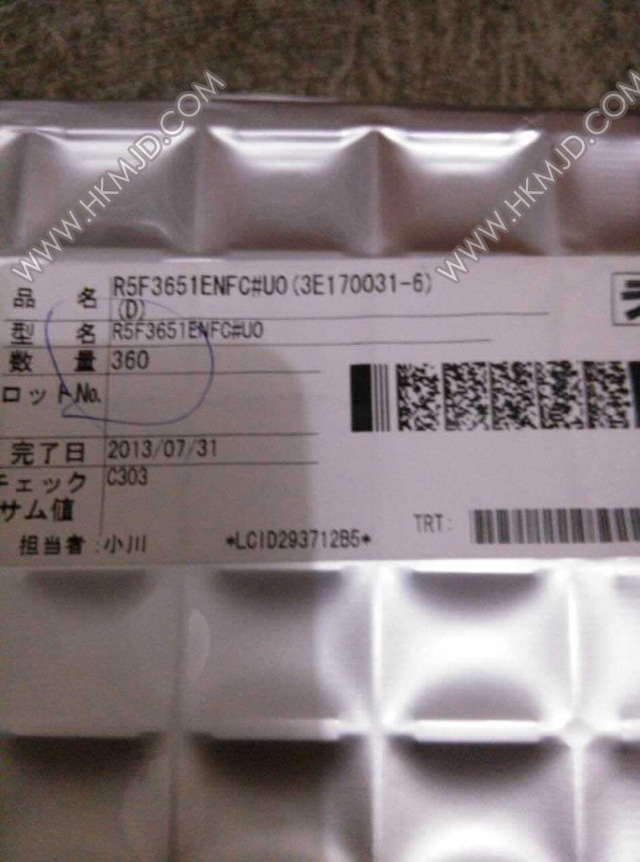 WWW.HKMJD.COM
WWW.HKMJD.COM
品 名 R5F3651ENFC#U0(3E170031-6)
(D)
型 名 R5F3651ENFC#U0
数 量 360
ロットNo.
完了日 2013/07/31
チェック C303
サム値
担当者:小川 *LCID293712B5* TRT: